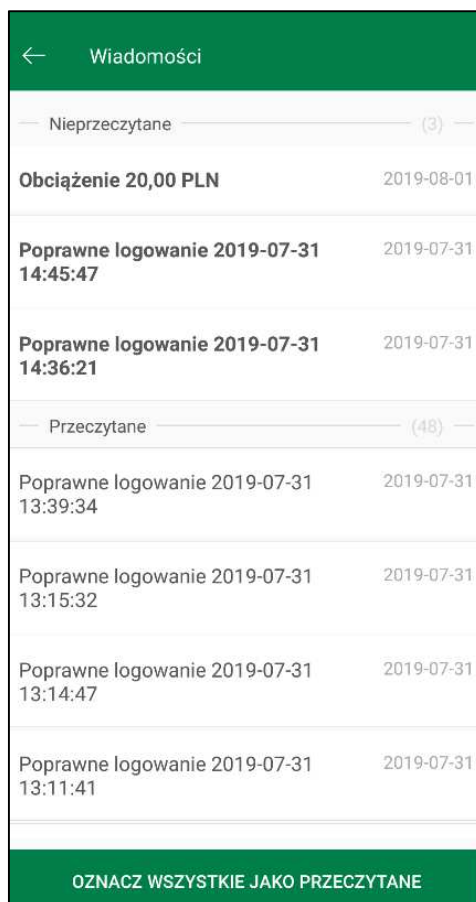 Wiadomości
Nieprzeczytane (3)
Obciążenie 20,00 PLN 2019-08-01
Poprawne logowanie 2019-07-31 2019-07-31
14:45:47
Poprawne logowanie 2019-07-31 2019-07-31
14:36:21
Przeczytane (48)
Poprawne logowanie 2019-07-31 2019-07-31
13:39:34
Poprawne logowanie 2019-07-31 2019-07-31
13:15:32
Poprawne logowanie 2019-07-31 2019-07-31
13:14:47
Poprawne logowanie 2019-07-31 2019-07-31
13:11:41
OZNACZ WSZYSTKIE JAKO PRZECZYTANE